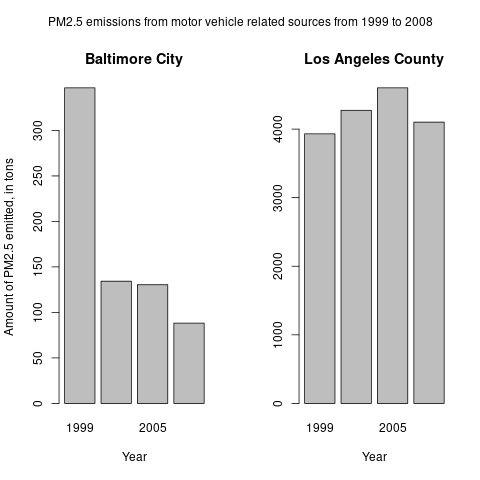 PM2.5 emissions from motor vehicle related sources from 1999 to 2008
Baltimore City
Amount of PM2.5 emitted, in tons
300
250
200
150
100
50
0
1999 2005
Year
Los Angeles County
4000
3000
2000
1000
0
1999 2005
Year